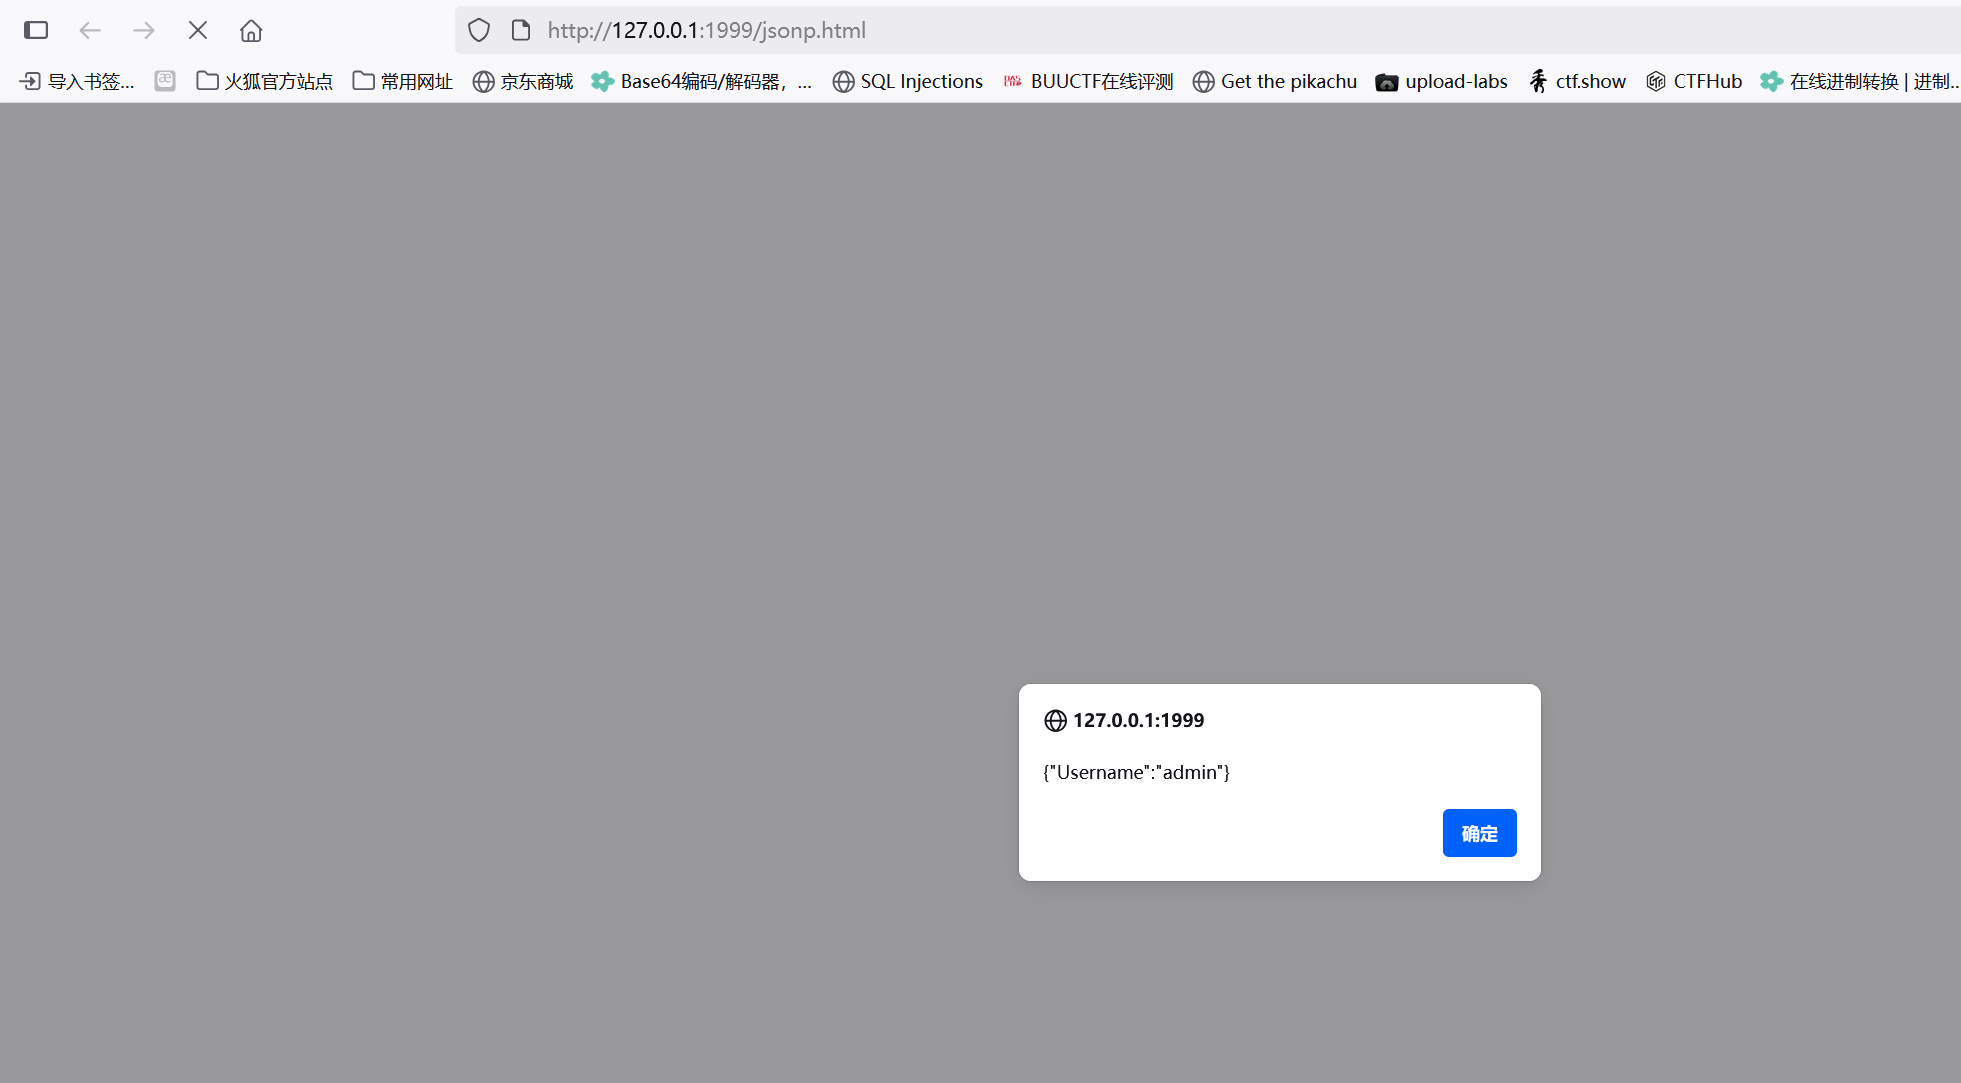 http://127.0.0.1:1999/jsonp.html
导入书签... 火狐官方站点 常用网址 京东商城 Base64编码/解码器，... SQL Injections BUUCTF在线评测 Get the pikachu upload-labs ctf.show CTFHub 在线进制转换 | 进制...
127.0.0.1:1999
{"Username":"admin"}
确定